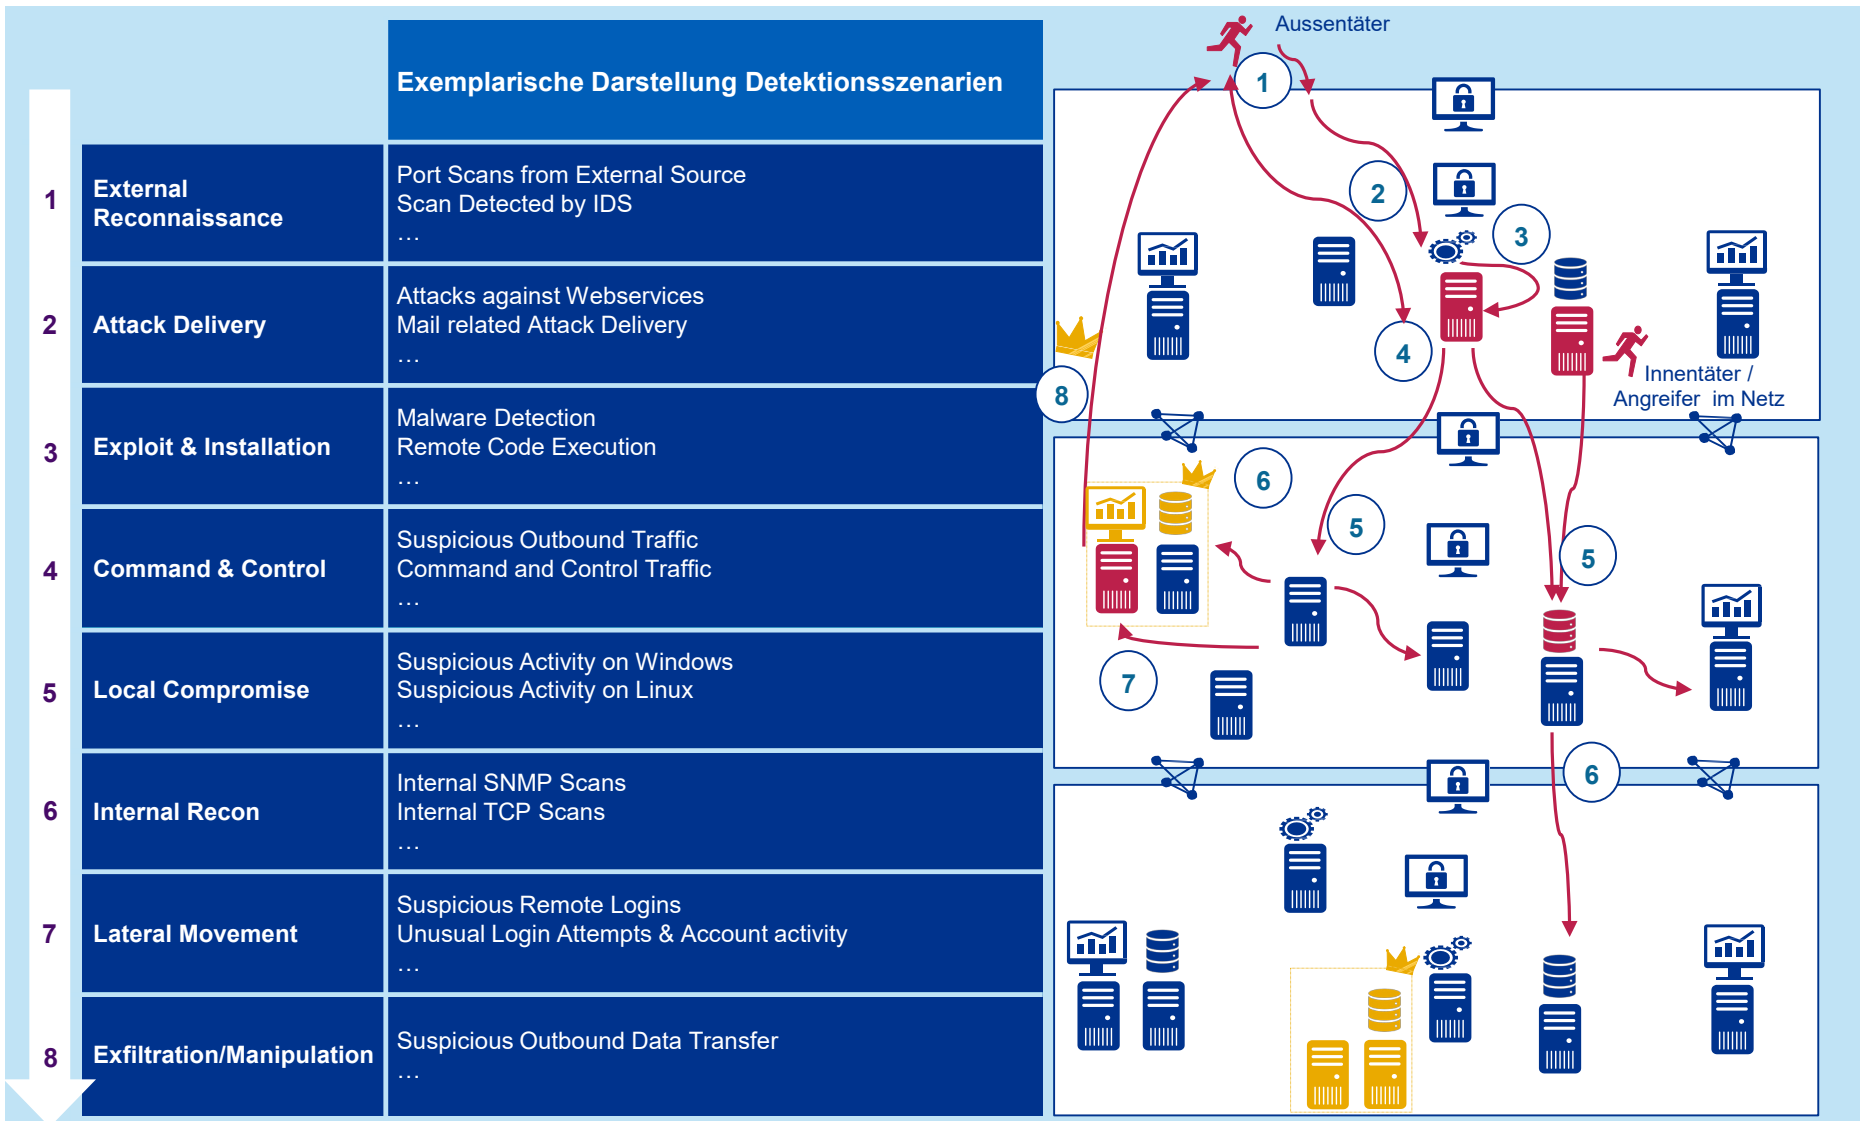 Exemplarische Darstellung Detektionsszenarien
1
External
Reconnaissance
Port Scans from External Source
Scan Detected by IDS
…
2
Attack Delivery
Attacks against Webservices
Mail related Attack Delivery
…
3
Exploit & Installation
Malware Detection
Remote Code Execution
…
4
Command & Control
Suspicious Outbound Traffic
Command and Control Traffic
…
5
Local Compromise
Suspicious Activity on Windows
Suspicious Activity on Linux
…
6
Internal Recon
Internal SNMP Scans
Internal TCP Scans
…
7
Lateral Movement
Suspicious Remote Logins
Unusual Login Attempts & Account activity
…
8
Exfiltration/Manipulation
Suspicious Outbound Data Transfer
…
Aussentäter
1
2
3
4
Innentäter /
Angreifer im Netz
8
6
5
5
7
6